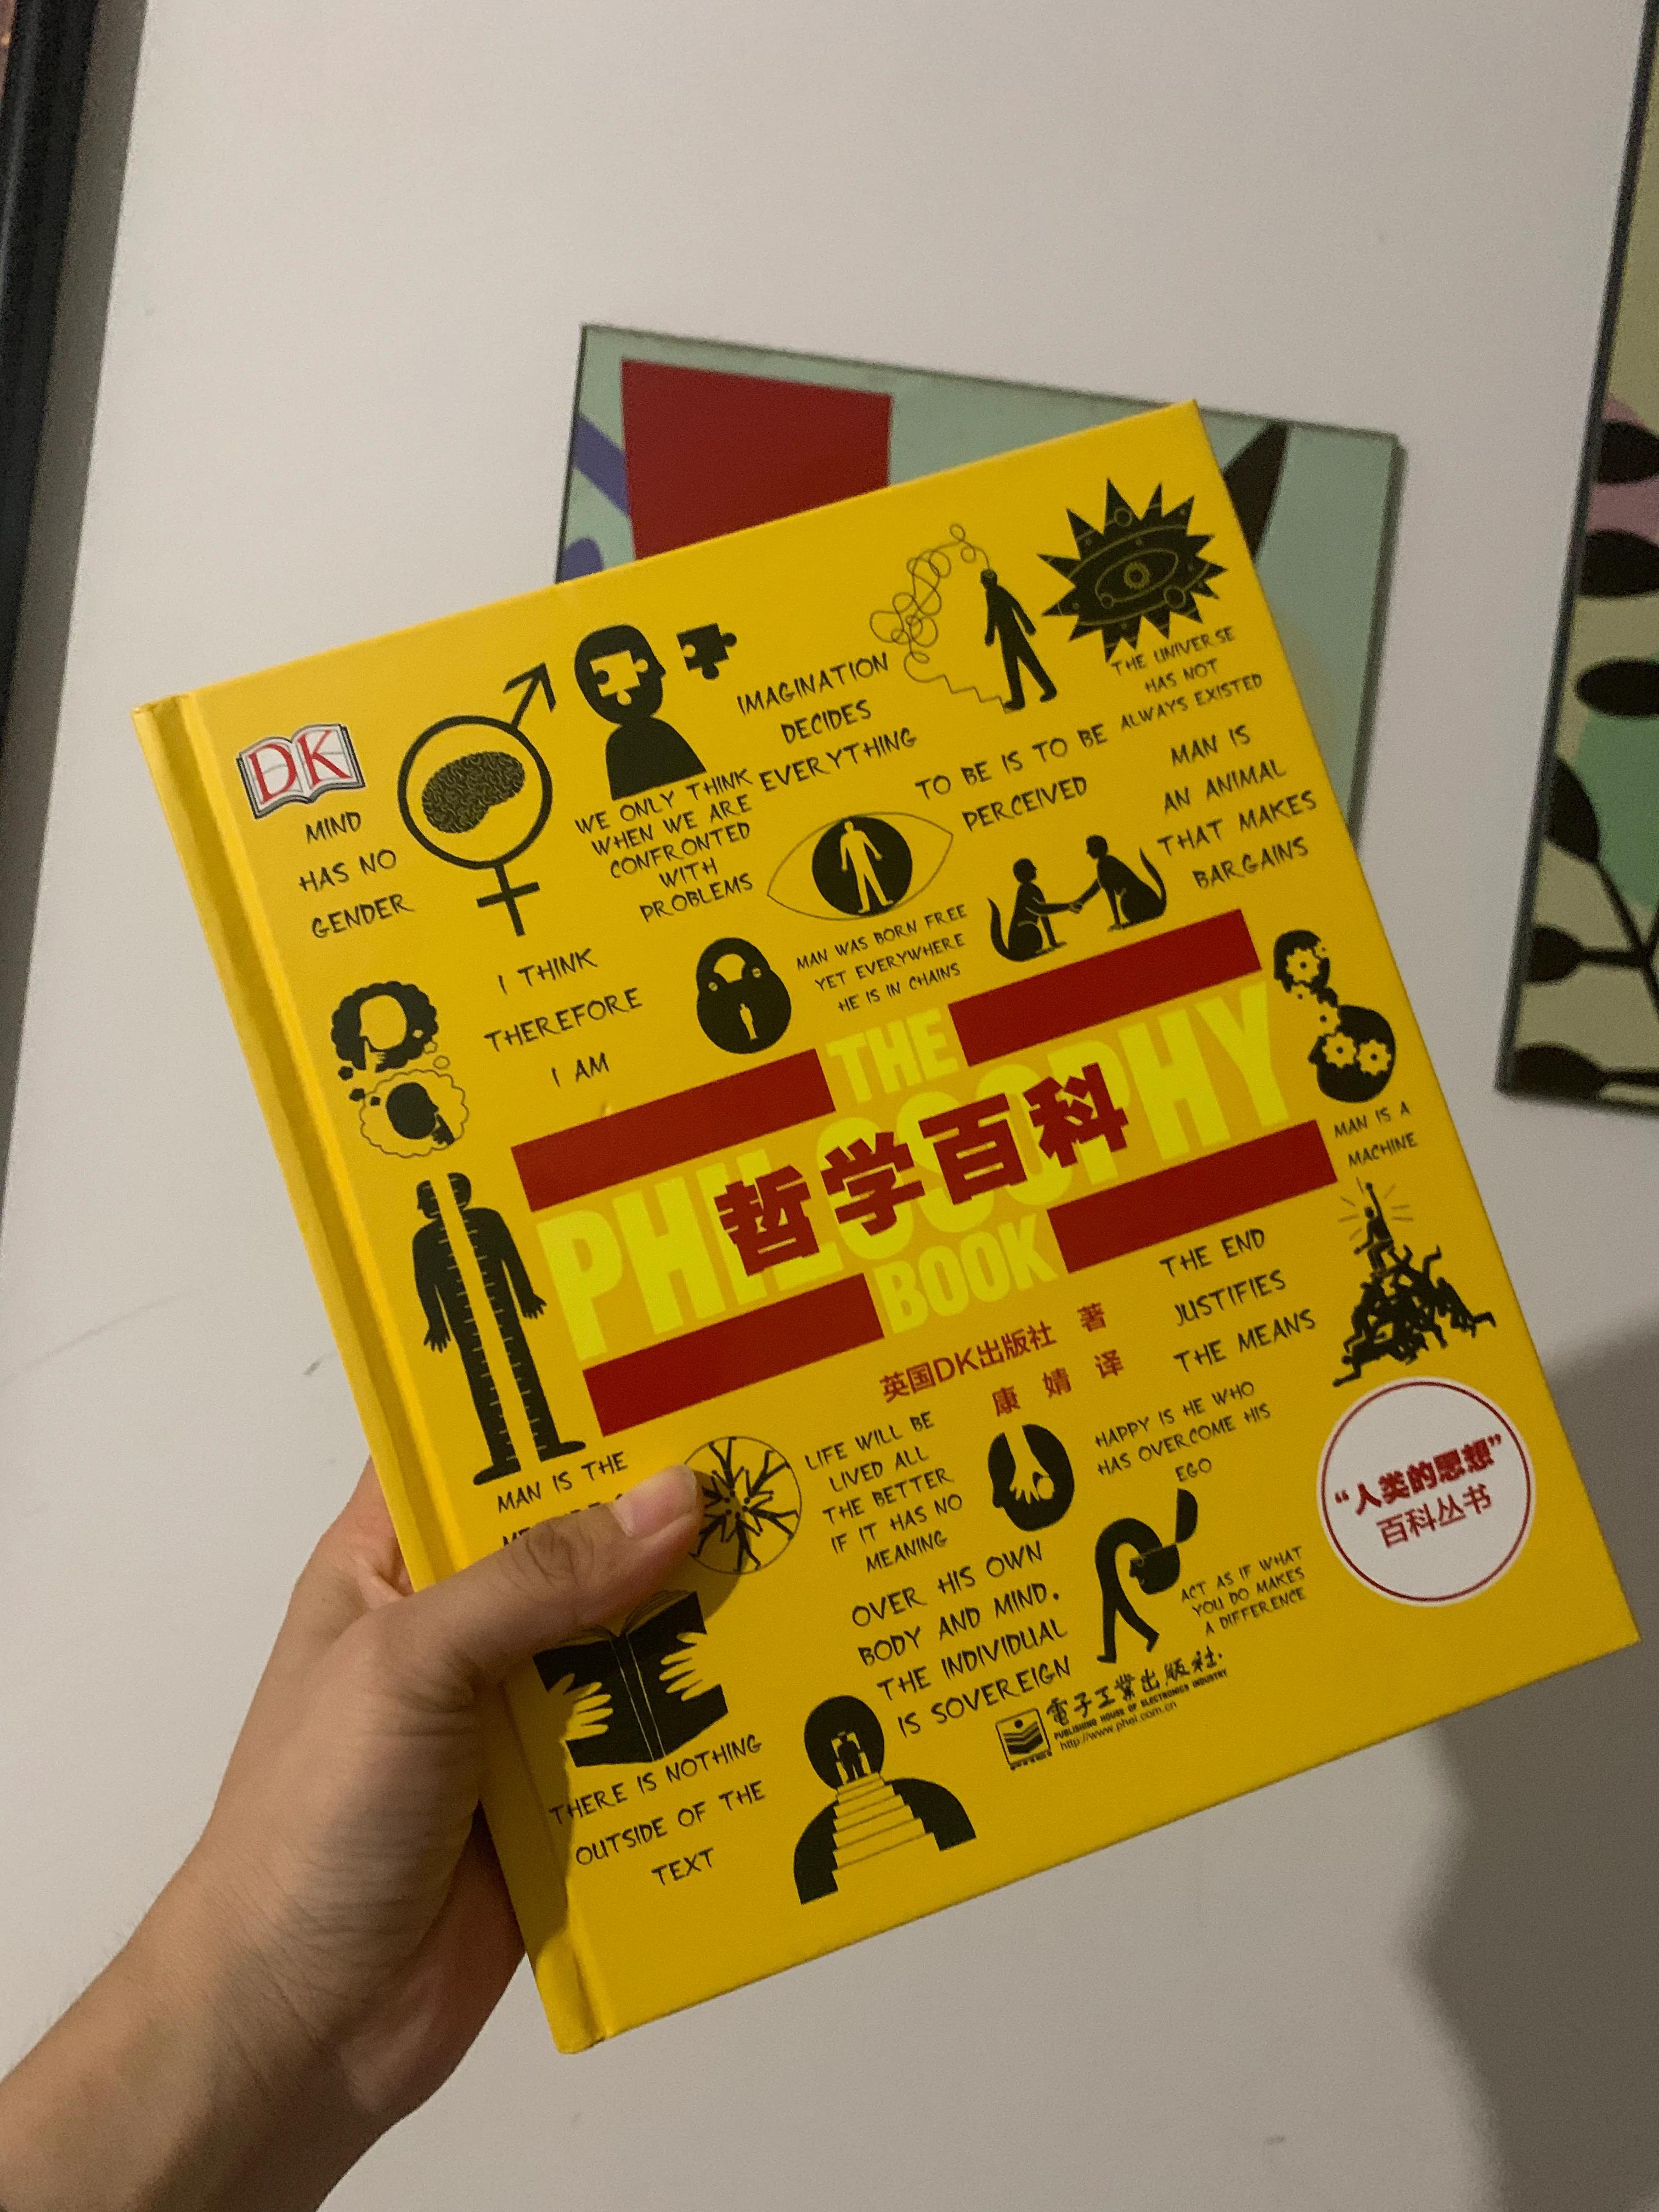 DK
MIND
HAS NO
GENDER
WE ONLY THINK
WHEN WE ARE
CONFRONTED
WITH
PROBLEMS
IMAGINATION
DECIDES
EVERYTHING
THE UNIVERSE
HAS NOT
ALWAYS EXISTED
TO BE IS TO BE
PERCEIVED
MAN IS
AN ANIMAL
THAT MAKES
BARGAINS
I THINK
THEREFORE
I AM
MAN WAS BORN FREE
YET EVERYWHERE
HE IS IN CHAINS
THE
PHILOSOPHY
BOOK
哲学百科
英国DK出版社 著
康婧 译
MAN IS A
MACHINE
THE END
JUSTIFIES
THE MEANS
MAN IS THE
LIFE WILL BE
LIVED ALL
THE BETTER
IF IT HAS NO
MEANING
HAPPY IS HE WHO
HAS OVERCOME HIS
EGO
“人类的思想”
百科丛书
OVER HIS OWN
BODY AND MIND.
THE INDIVIDUAL
IS SOVEREIGN
ACT AS IF WHAT
YOU DO MAKES
A DIFFERENCE
THERE IS NOTHING
OUTSIDE OF THE
TEXT
電子工業出版社.
PUBLISHING HOUSE OF ELECTRONICS INDUSTRY
http://www.phei.com.cn